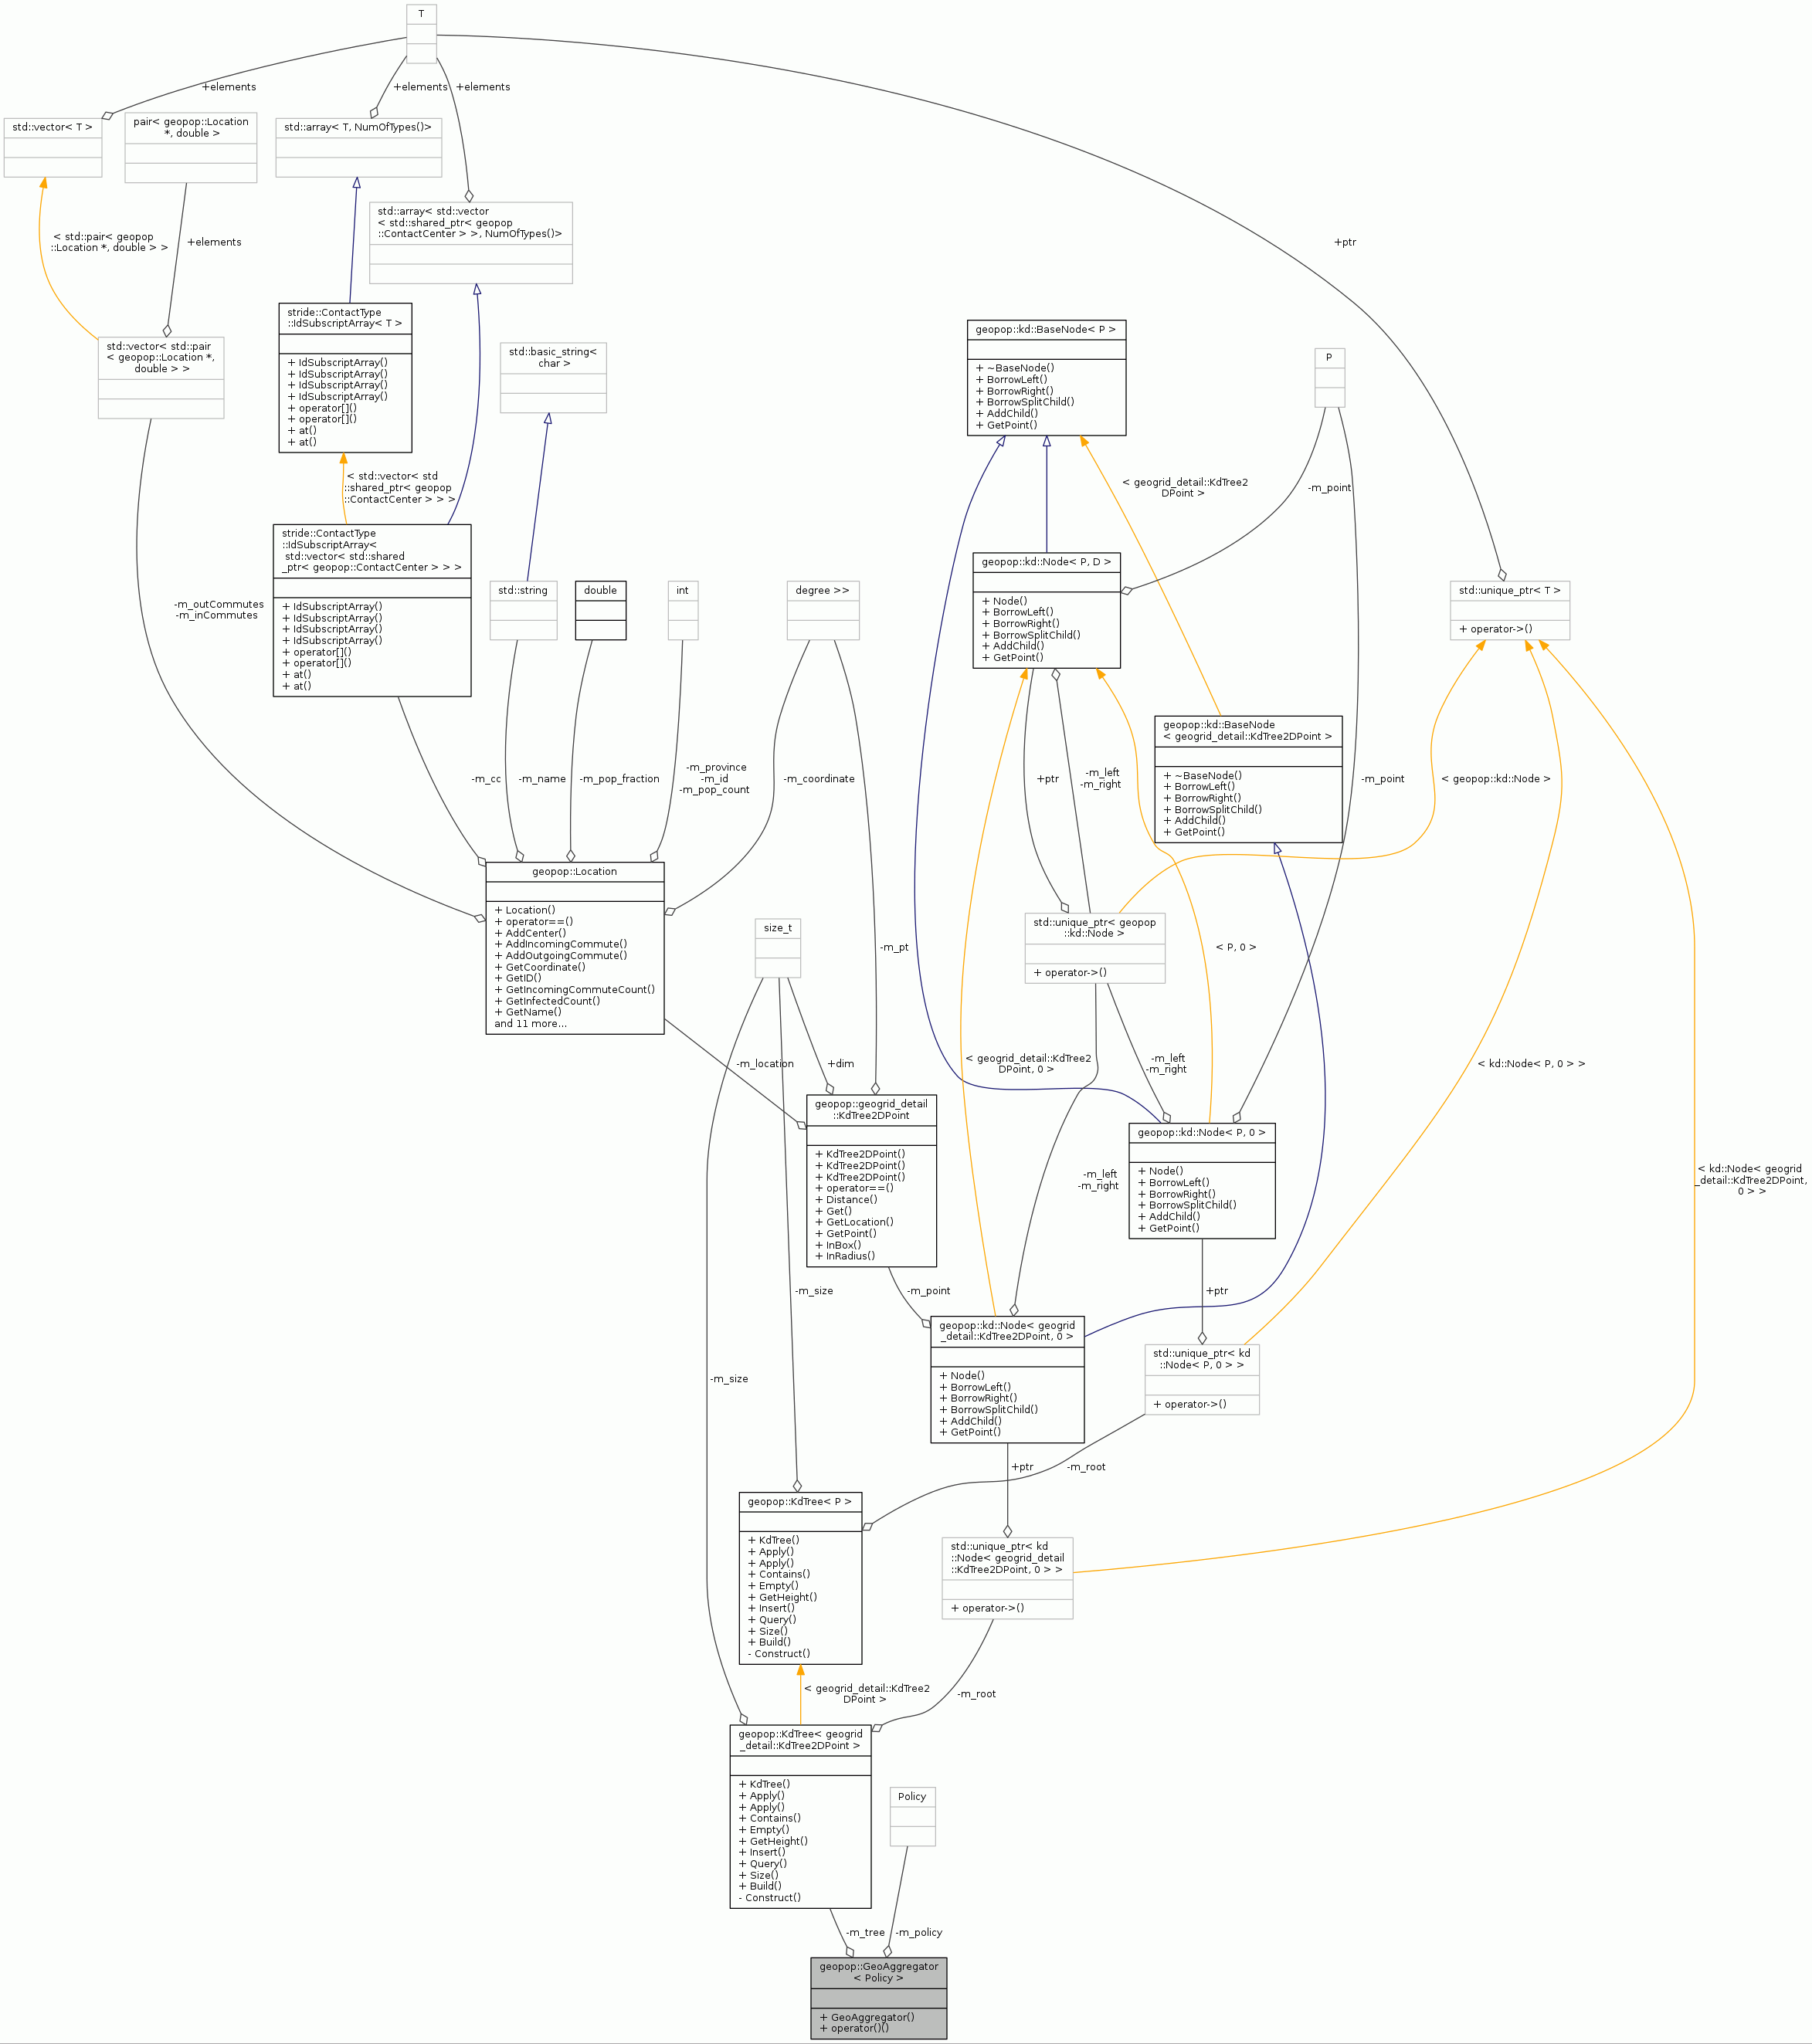 T
+elements
+elements
+elements
std::vector< T >
pair< geopop::Location
*, double >
std::array< T, NumOfTypes()>
std::array< std::vector
< std::shared_ptr< geopop
::ContactCenter > >, NumOfTypes()>
< std::pair< geopop
::Location *, double > >
+elements
+ptr
stride::ContactType
::IdSubscriptArray< T >
+ IdSubscriptArray()
+ IdSubscriptArray()
+ IdSubscriptArray()
+ IdSubscriptArray()
+ operator[]()
+ operator[]()
+ at()
+ at()
std::vector< std::pair
< geopop::Location *,
double > >
std::basic_string<
char >
geopop::kd::BaseNode< P >
+ ~BaseNode()
+ BorrowLeft()
+ BorrowRight()
+ BorrowSplitChild()
+ AddChild()
+ GetPoint()
P
< std::vector< std
::shared_ptr< geopop
::ContactCenter > > >
< geogrid_detail::KdTree2
DPoint >
-m_point
stride::ContactType
::IdSubscriptArray<
std::vector< std::shared
_ptr< geopop::ContactCenter > > >
+ IdSubscriptArray()
+ IdSubscriptArray()
+ IdSubscriptArray()
+ IdSubscriptArray()
+ operator[]()
+ operator[]()
+ at()
+ at()
-m_outCommutes
-m_inCommutes
std::string
double
int
degree >>
geopop::kd::Node< P, D >
+ Node()
+ BorrowLeft()
+ BorrowRight()
+ BorrowSplitChild()
+ AddChild()
+ GetPoint()
std::unique_ptr< T >
+ operator->()
geopop::kd::BaseNode
< geogrid_detail::KdTree2DPoint >
+ ~BaseNode()
+ BorrowLeft()
+ BorrowRight()
+ BorrowSplitChild()
+ AddChild()
+ GetPoint()
-m_cc
-m_name
-m_pop_fraction
-m_province
-m_id
-m_pop_count
-m_coordinate
+ptr
-m_left
-m_right
-m_point
< geopop::kd::Node >
geopop::Location
+ Location()
+ operator==()
+ AddCenter()
+ AddIncomingCommute()
+ AddOutgoingCommute()
+ GetCoordinate()
+ GetID()
+ GetIncomingCommuteCount()
+ GetInfectedCount()
+ GetName()
and 11 more...
size_t
-m_pt
std::unique_ptr< geopop
::kd::Node >
+ operator->()
< P, 0 >
-m_location
+dim
< geogrid_detail::KdTree2
DPoint, 0 >
-m_left
-m_right
< kd::Node< P, 0 > >
geopop::geogrid_detail
::KdTree2DPoint
+ KdTree2DPoint()
+ KdTree2DPoint()
+ KdTree2DPoint()
+ operator==()
+ Distance()
+ Get()
+ GetLocation()
+ GetPoint()
+ InBox()
+ InRadius()
-m_left
-m_right
geopop::kd::Node< P, 0 >
+ Node()
+ BorrowLeft()
+ BorrowRight()
+ BorrowSplitChild()
+ AddChild()
+ GetPoint()
< kd::Node< geogrid
_detail::KdTree2DPoint,
0 > >
-m_size
-m_point
+ptr
-m_size
geopop::kd::Node< geogrid
_detail::KdTree2DPoint, 0 >
+ Node()
+ BorrowLeft()
+ BorrowRight()
+ BorrowSplitChild()
+ AddChild()
+ GetPoint()
std::unique_ptr< kd
::Node< P, 0 > >
+ operator->()
+ptr
-m_root
geopop::KdTree< P >
+ KdTree()
+ Apply()
+ Apply()
+ Contains()
+ Empty()
+ GetHeight()
+ Insert()
+ Query()
+ Size()
+ Build()
- Construct()
std::unique_ptr< kd
::Node< geogrid_detail
::KdTree2DPoint, 0 > >
+ operator->()
< geogrid_detail::KdTree2
DPoint >
-m_root
geopop::KdTree< geogrid
_detail::KdTree2DPoint >
+ KdTree()
+ Apply()
+ Apply()
+ Contains()
+ Empty()
+ GetHeight()
+ Insert()
+ Query()
+ Size()
+ Build()
- Construct()
Policy
-m_tree
-m_policy
geopop::GeoAggregator
< Policy >
+ GeoAggregator()
+ operator()()